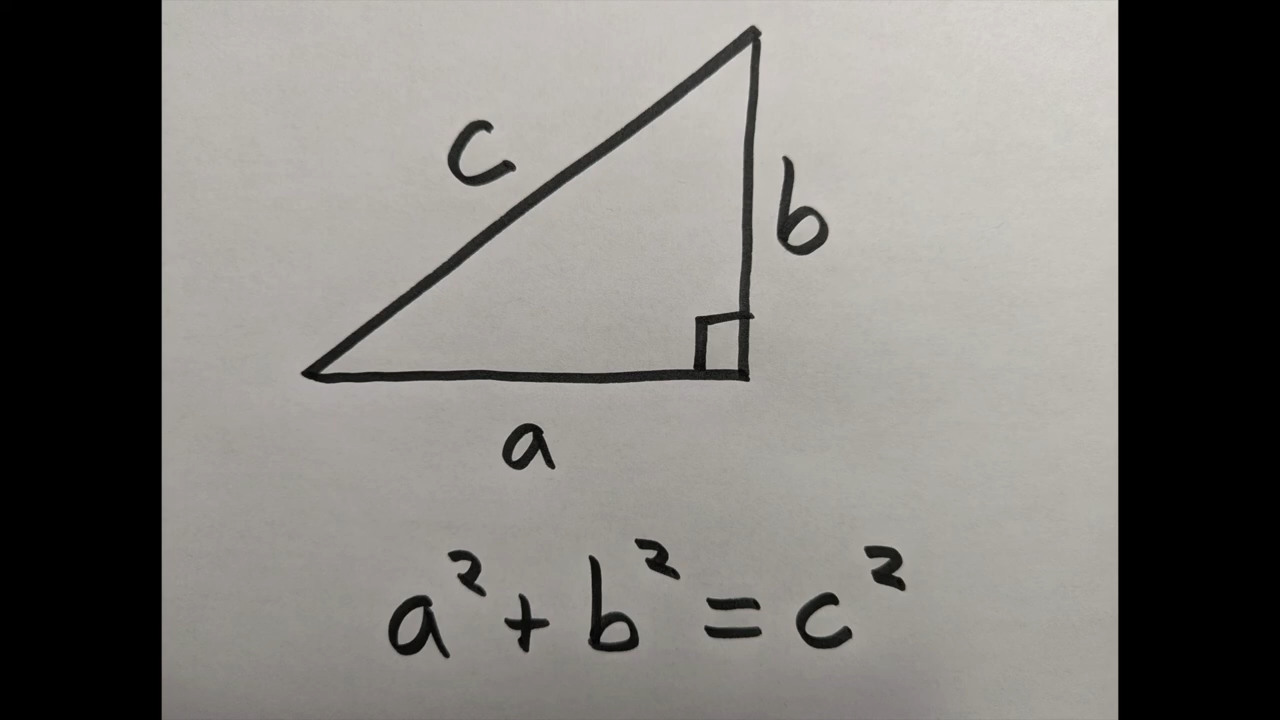 c
b
a
a² + b² = c²